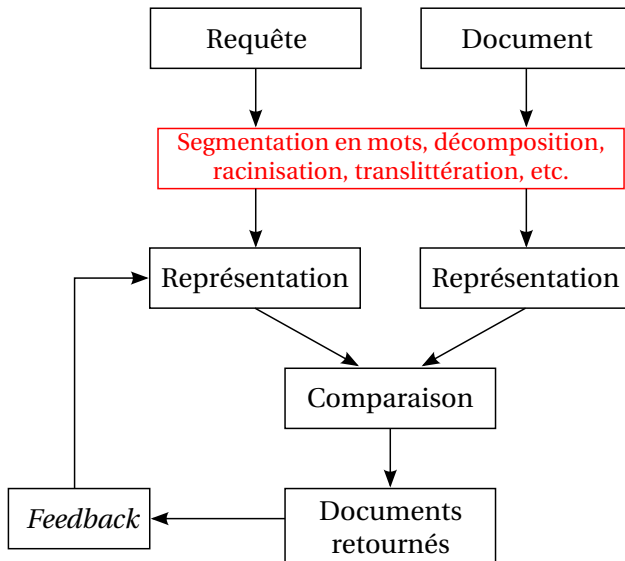 Requête
Document
Segmentation en mots, décomposition,
racinisation, translittération, etc.
Représentation
Représentation
Comparaison
Feedback
Documents
retournés